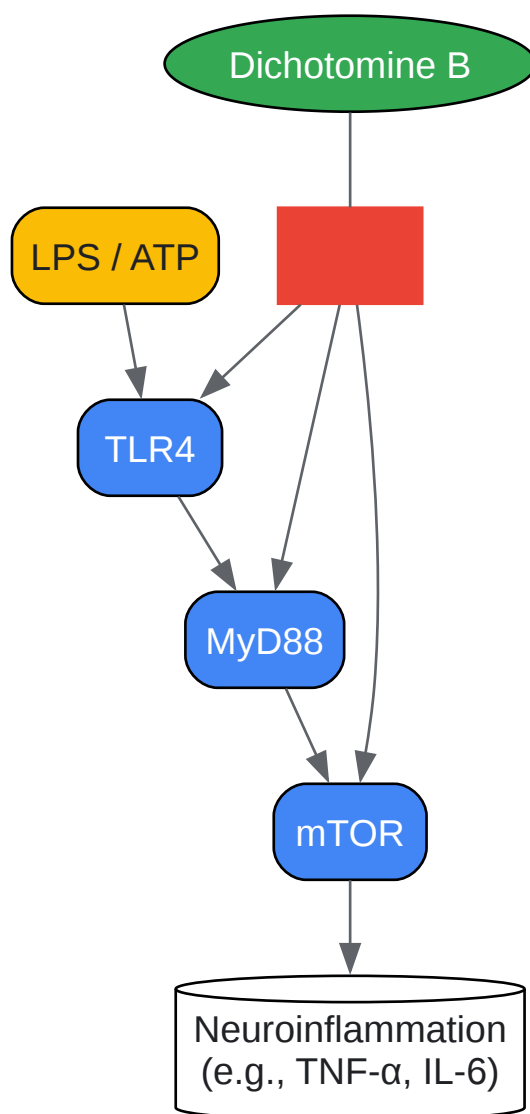 Dichotomine B
LPS / ATP
TLR4
MyD88
mTOR
Neuroinflammation
(e.g., TNF-α, IL-6)